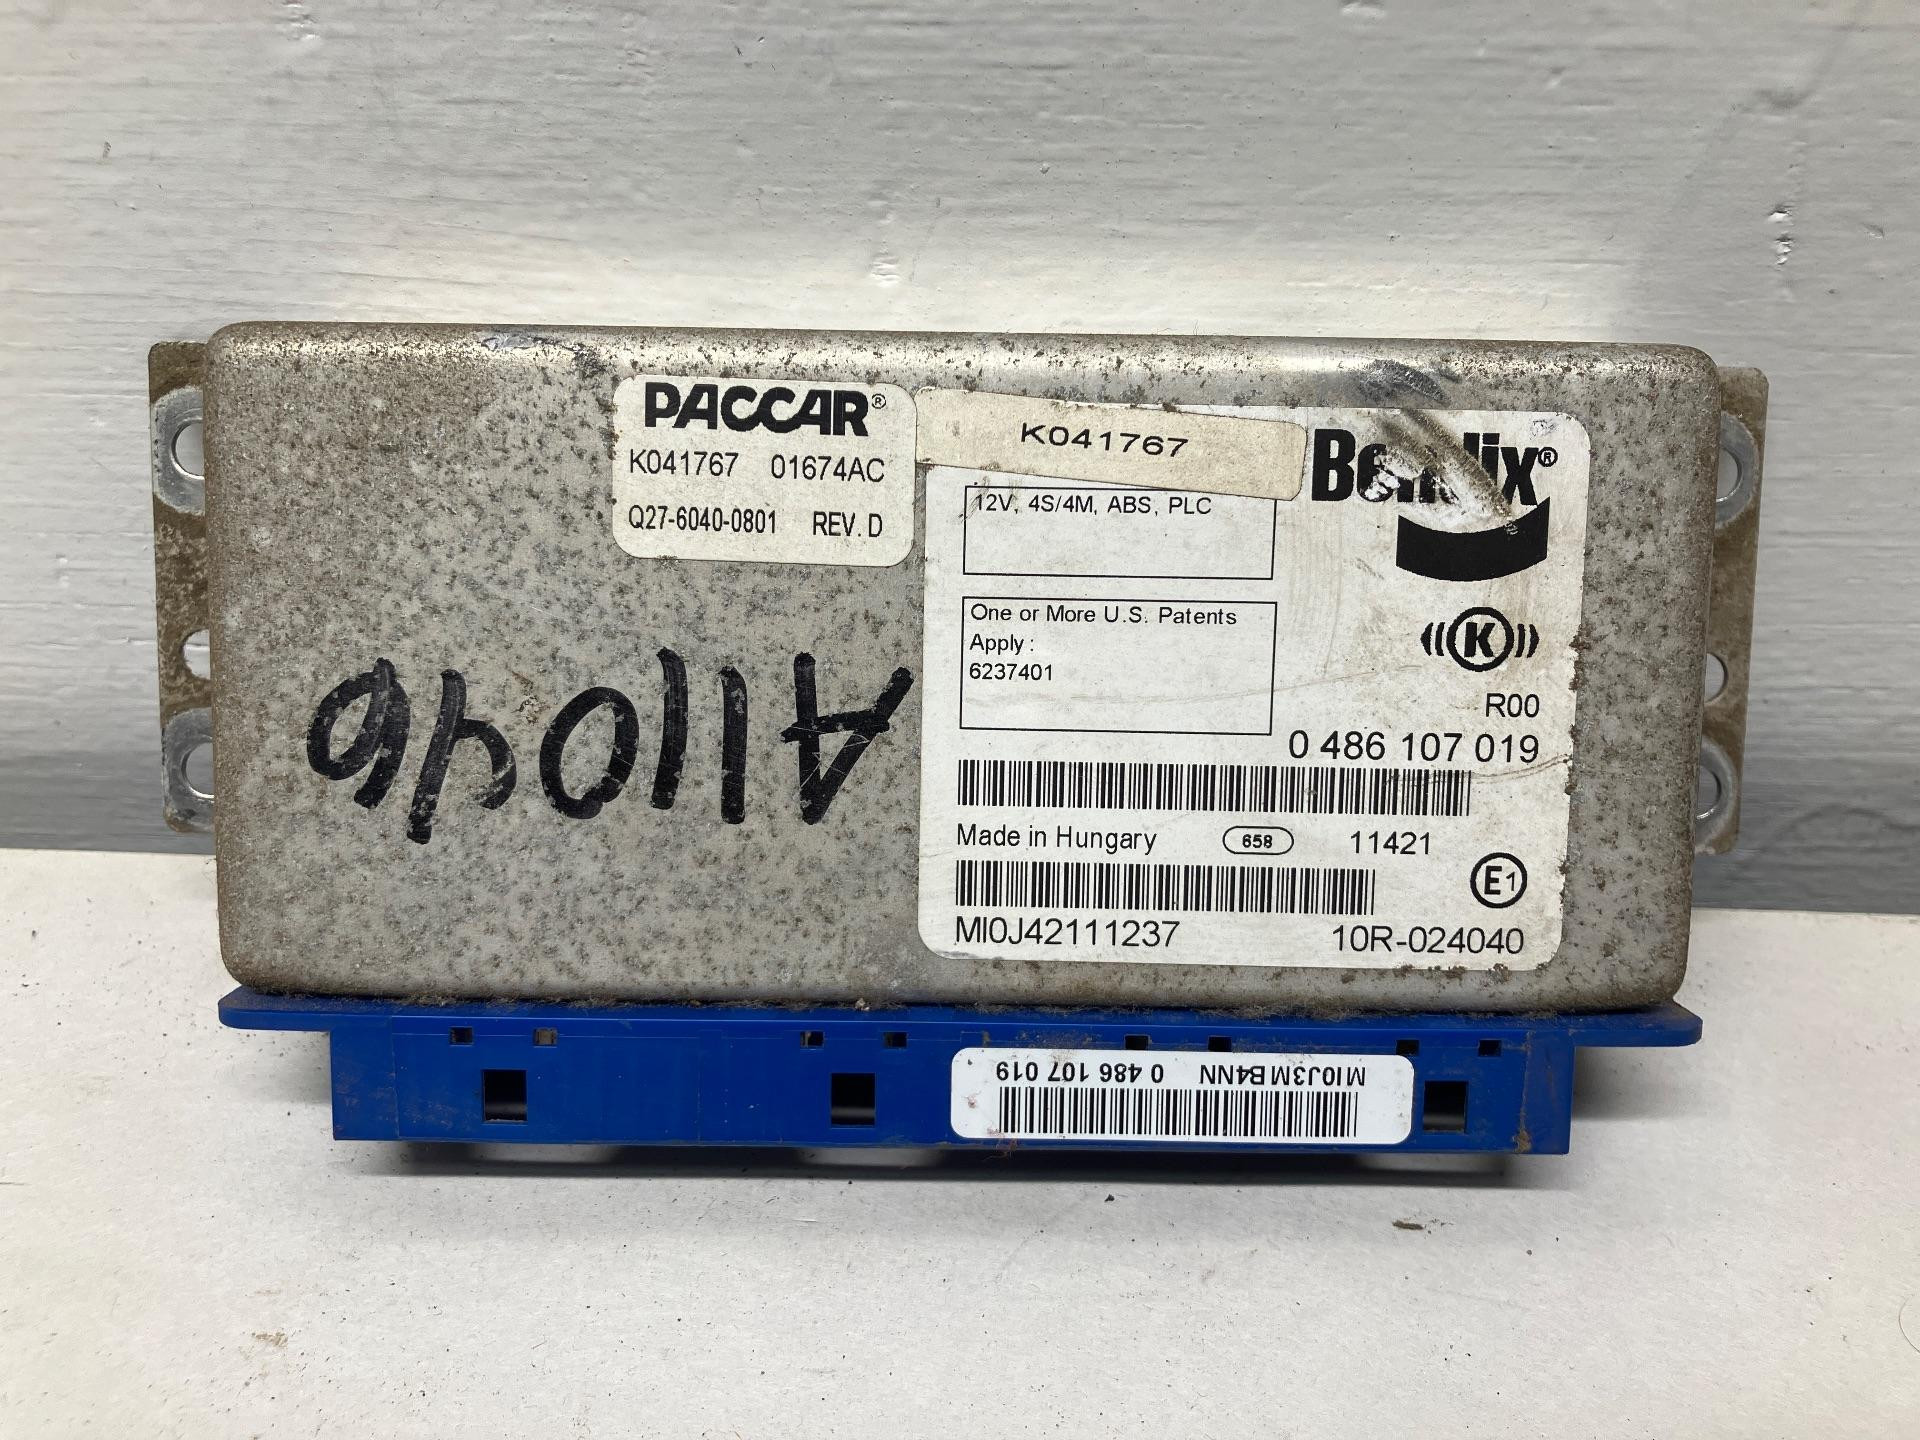 PACCAR®
K041767 01674AC
Q27-6040-0801 REV. D
K041767
Bendix®
12V, 4S/4M, ABS, PLC
One or More U.S. Patents
Apply :
6237401
K
R00
0 486 107 019
Made in Hungary 658 11421
E1
MI0J42111237 10R-024040
A11046
MI0J3MB4NN 0 486 107 019